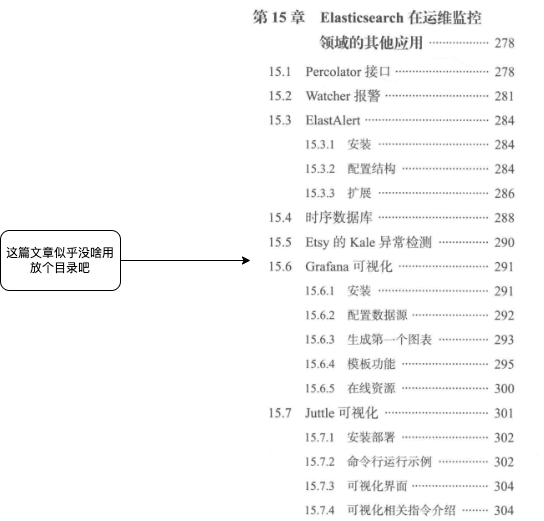 第 15 章 Elasticsearch 在运维监控
领域的其他应用 ……………… 278
15.1 Percolator 接口 ……………… 278
15.2 Watcher 报警 ……………… 281
15.3 ElastAlert ……………… 284
15.3.1 安装 ……………… 284
15.3.2 配置结构 ……………… 284
15.3.3 扩展 ……………… 286
15.4 时序数据库 ……………… 288
15.5 Etsy 的 Kale 异常检测 ……………… 290
15.6 Grafana 可视化 ……………… 291
15.6.1 安装 ……………… 291
15.6.2 配置数据源 ……………… 292
15.6.3 生成第一个图表 ……………… 293
15.6.4 模板功能 ……………… 295
15.6.5 在线资源 ……………… 300
15.7 Juttle 可视化 ……………… 301
15.7.1 安装部署 ……………… 302
15.7.2 命令行运行示例 ……………… 302
15.7.3 可视化界面 ……………… 304
15.7.4 可视化相关指令介绍 ……… 304
这篇文章似乎没啥用
放个目录吧